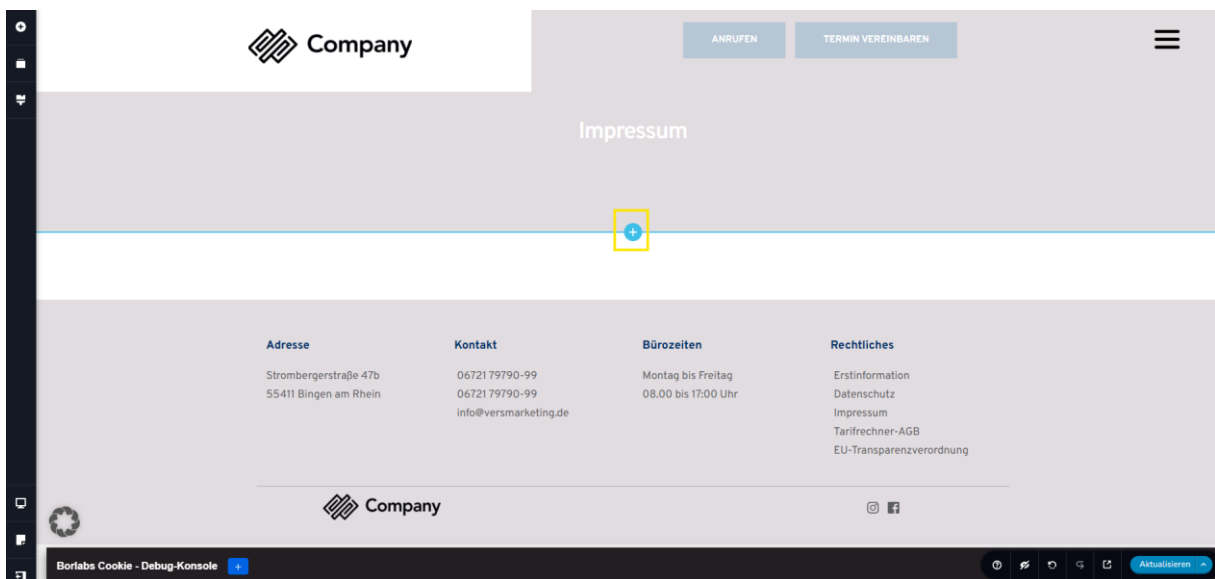 Company
ANRUFEN
TERMIN VEREINBAREN
Impressum
Adresse
Strombergerstraße 47b
55411 Bingen am Rhein
Kontakt
06721 79790-99
06721 79790-99
info@versmarketing.de
Bürozeiten
Montag bis Freitag
08.00 bis 17:00 Uhr
Rechtliches
Erstinformation
Datenschutz
Impressum
Tarifrechner-AGB
EU-Transparenzverordnung
Company
Borlabs Cookie - Debug-Konsole
Aktualisieren